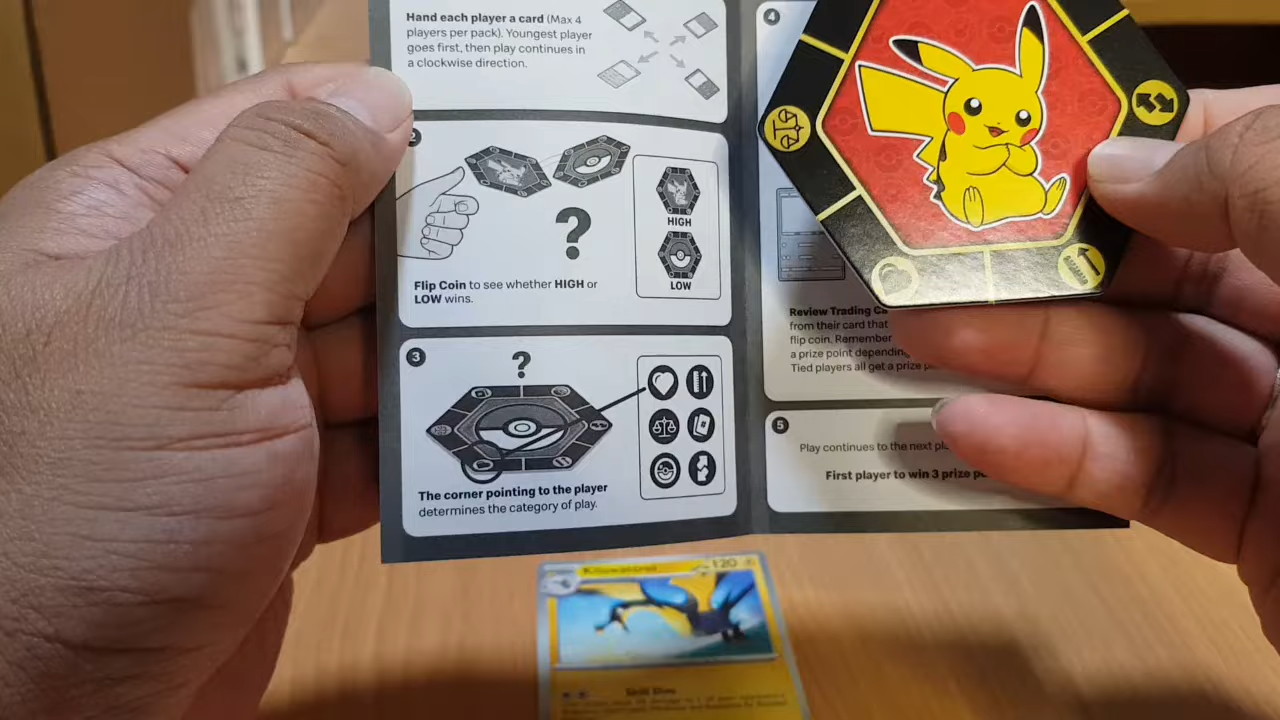 Hand each player a card (Max 4
players per pack). Youngest player
goes first, then play continues in
a clockwise direction.
2
HIGH
LOW
Flip Coin to see whether HIGH or
LOW wins.
3
?
?
The corner pointing to the player
determines the category of play.
4
Review Trading
from their card that
flip coin. Remember
a prize point depending
Tied players all get a prize
5
Play continues to the next
First player to win 3 prize
Kilowattrel 120